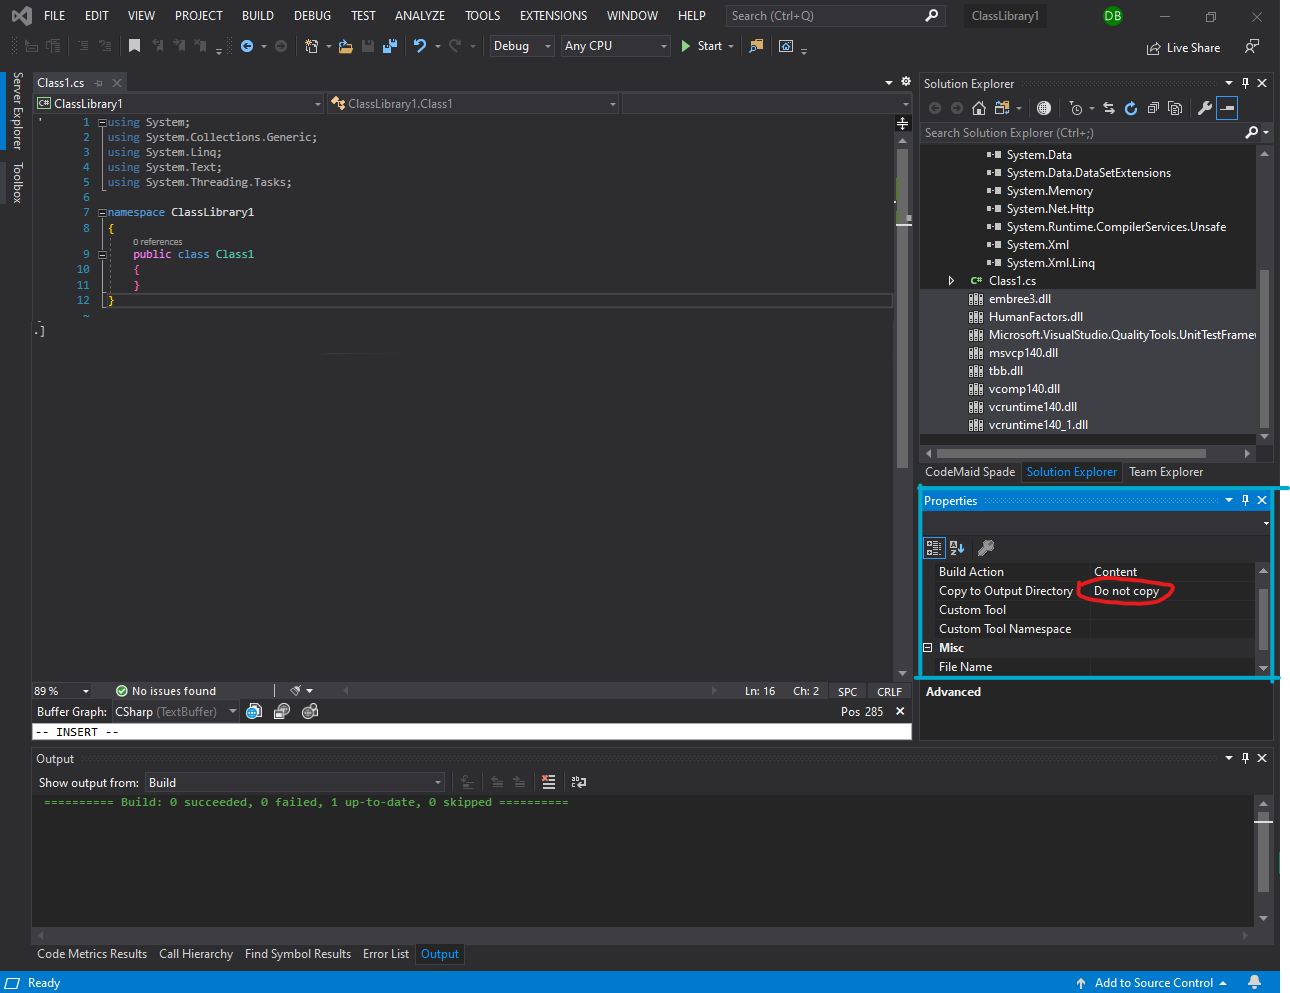 FILE EDIT VIEW PROJECT BUILD DEBUG TEST ANALYZE TOOLS EXTENSIONS WINDOW HELP Search (Ctrl+Q) ClassLibrary1 DB
Debug Any CPU Start Live Share
Server Explorer
Toolbox
Class1.cs
C# ClassLibrary1 ClassLibrary1.Class1
1 using System;
2 using System.Collections.Generic;
3 using System.Linq;
4 using System.Text;
5 using System.Threading.Tasks;
6
7 namespace ClassLibrary1
8 {
0 references
9 public class Class1
10 {
11 }
12 }
~
.]
89 % No issues found Ln: 16 Ch: 2 SPC CRLF
Buffer Graph: CSharp (TextBuffer) Pos 285
-- INSERT --
Solution Explorer
Search Solution Explorer (Ctrl+;)
System.Data
System.Data.DataSetExtensions
System.Memory
System.Net.Http
System.Runtime.CompilerServices.Unsafe
System.Xml
System.Xml.Linq
C# Class1.cs
embree3.dll
HumanFactors.dll
Microsoft.VisualStudio.QualityTools.UnitTestFramew
msvcp140.dll
tbb.dll
vcomp140.dll
vcruntime140.dll
vcruntime140_1.dll
CodeMaid Spade Solution Explorer Team Explorer
Properties
Build Action Content
Copy to Output Directory Do not copy
Custom Tool
Custom Tool Namespace
Misc
File Name
Advanced
Output
Show output from: Build
========== Build: 0 succeeded, 0 failed, 1 up-to-date, 0 skipped ==========
Code Metrics Results Call Hierarchy Find Symbol Results Error List Output
Ready Add to Source Control